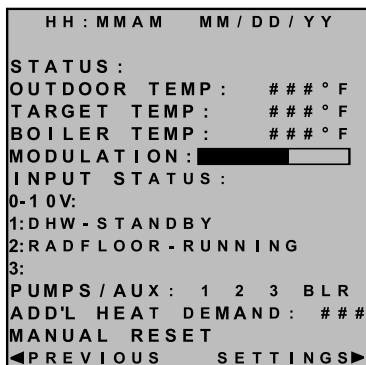 HH:MMAM MM/DD/YY
STATUS:
OUTDOOR TEMP: ###°F
TARGET TEMP: ###°F
BOILER TEMP: ###°F
MODULATION:
INPUT STATUS:
0-10V:
1:DHW-STANDBY
2:RADFLOOR-RUNNING
3:
PUMPS/AUX: 1 2 3 BLR
ADD'L HEAT DEMAND: ###
MANUAL RESET
◀PREVIOUS SETTINGS▶